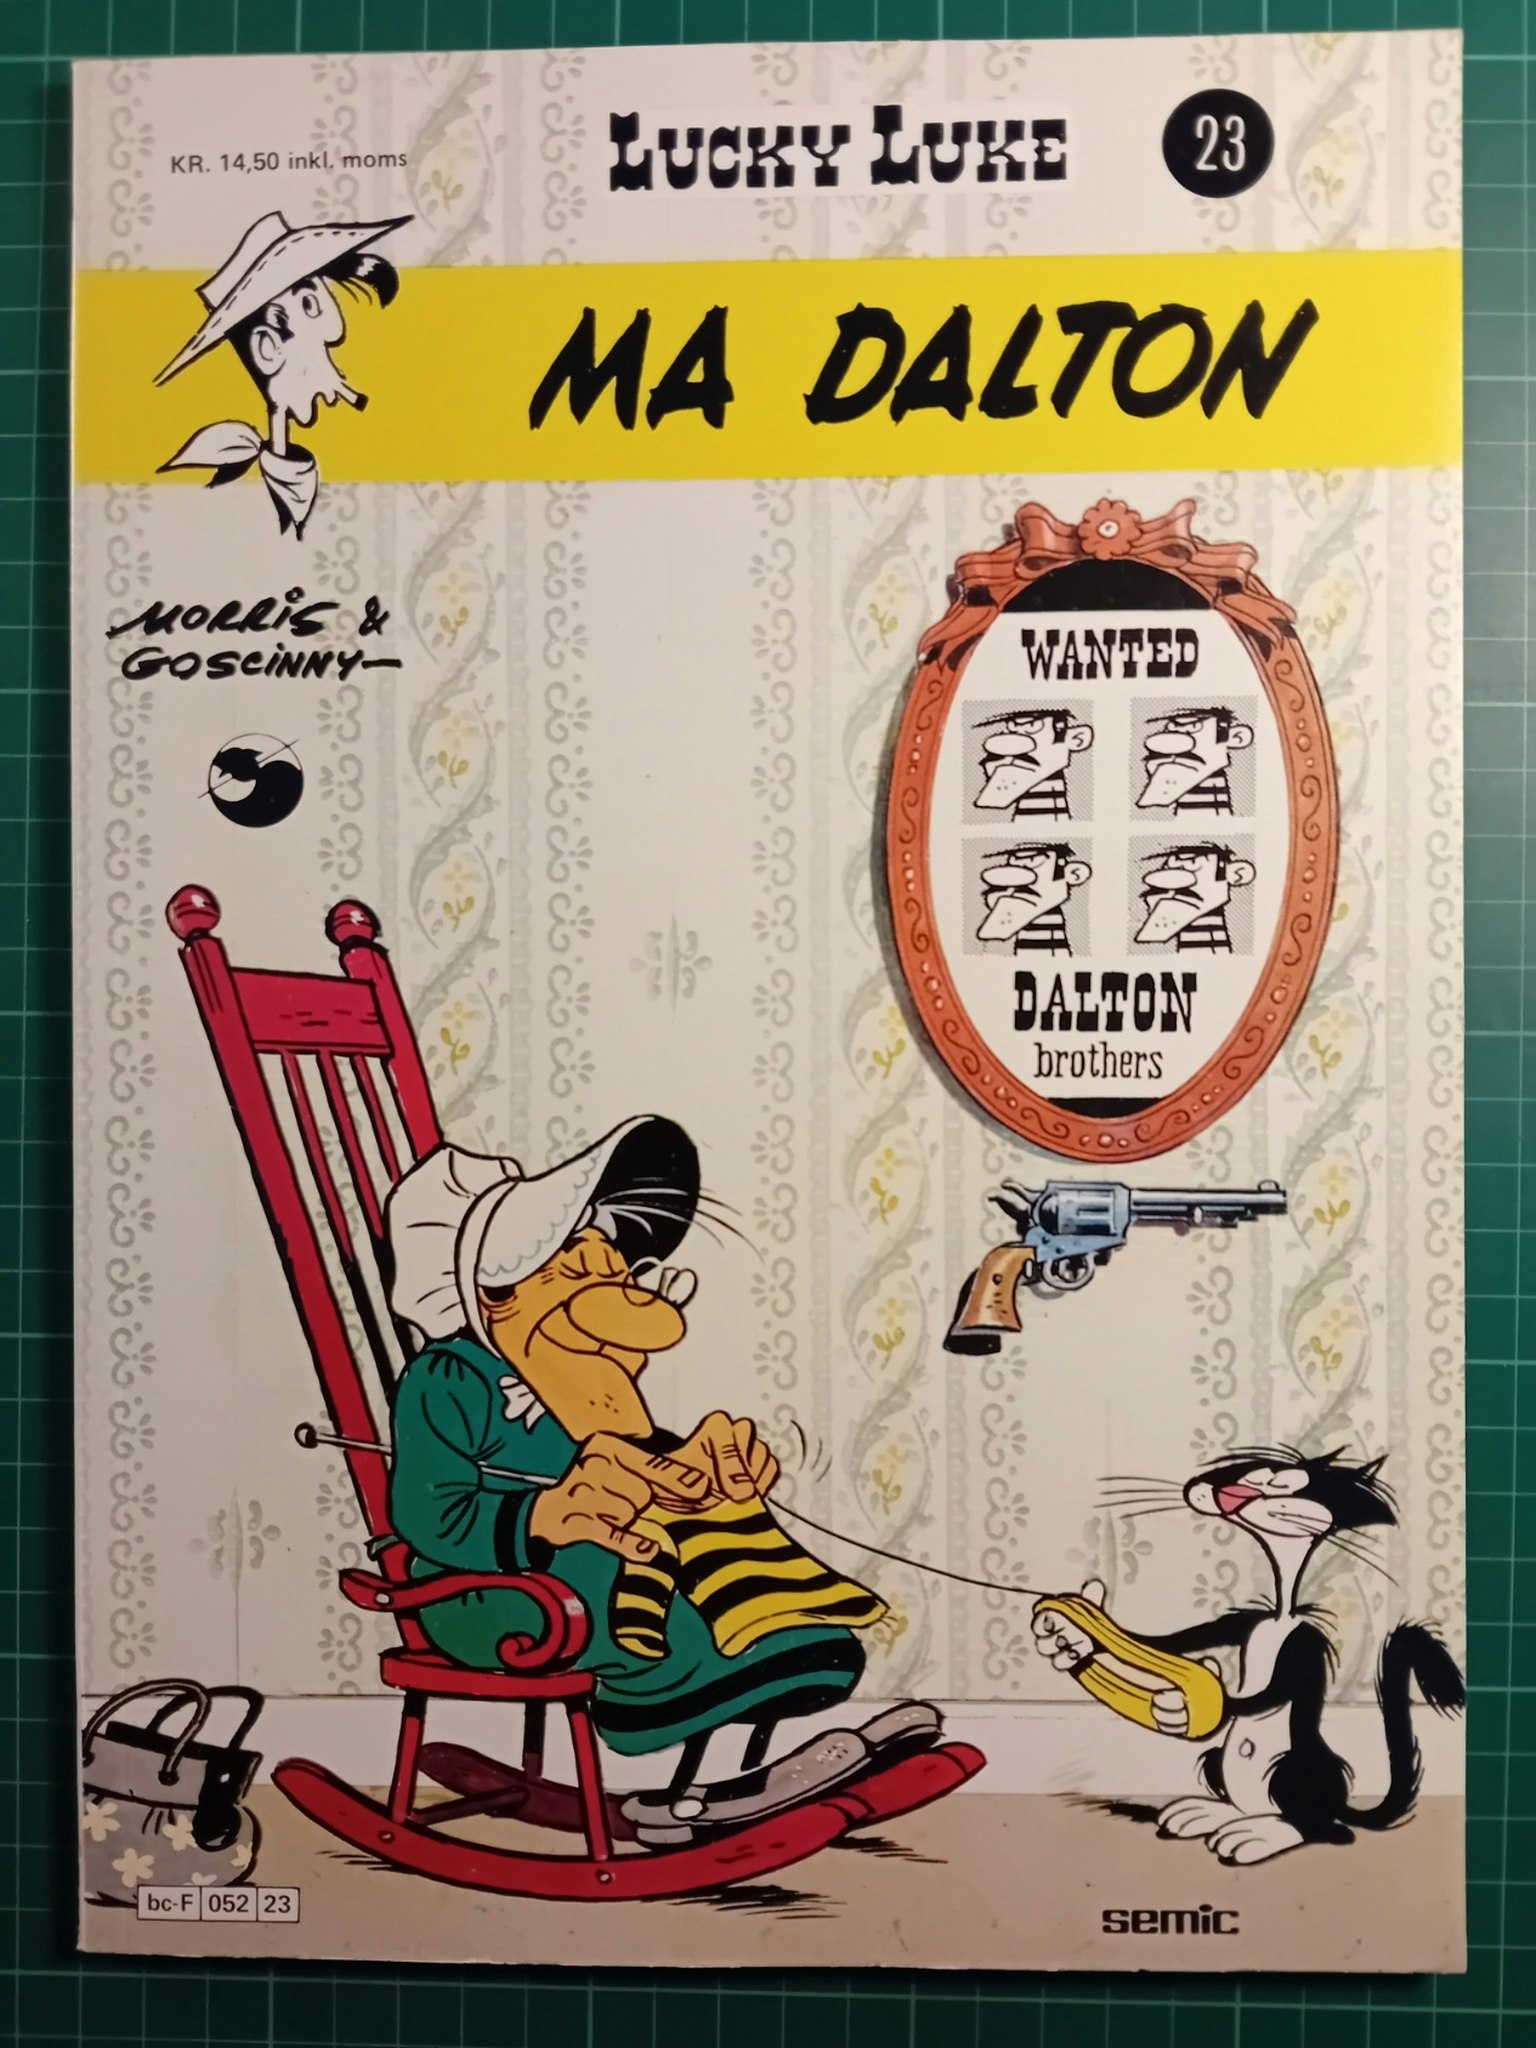 KR. 14,50 inkl. moms
LUCKY LUKE
23
MA DALTON
MORRIS &
GOSCINNY
WANTED
DALTON
brothers
bc-F 052 23
semic